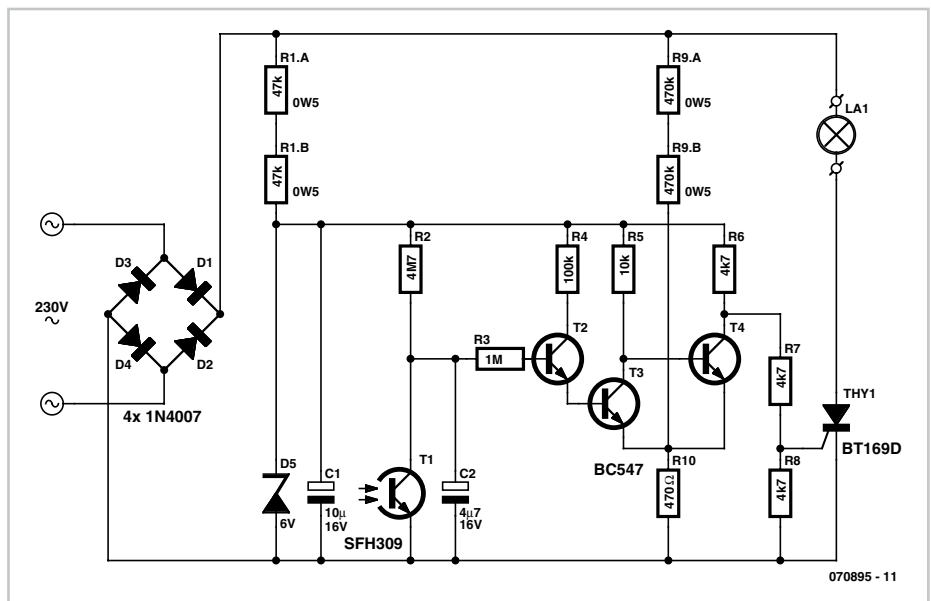 R1.A
47k
0W5
R9.A
470k
0W5
LA1
R1.B
47k
0W5
R9.B
470k
0W5
R2
4M7
R4
100k
R5
10k
R6
4k7
D3
D1
230V
~
D4
D2
4x 1N4007
R3
1M
T2
T3
T4
BC547
R7
4k7
THY1
BT169D
D5
6V
C1
10µ
16V
T1
SFH309
C2
4µ7
16V
R10
470Ω
R8
4k7
070895 - 11